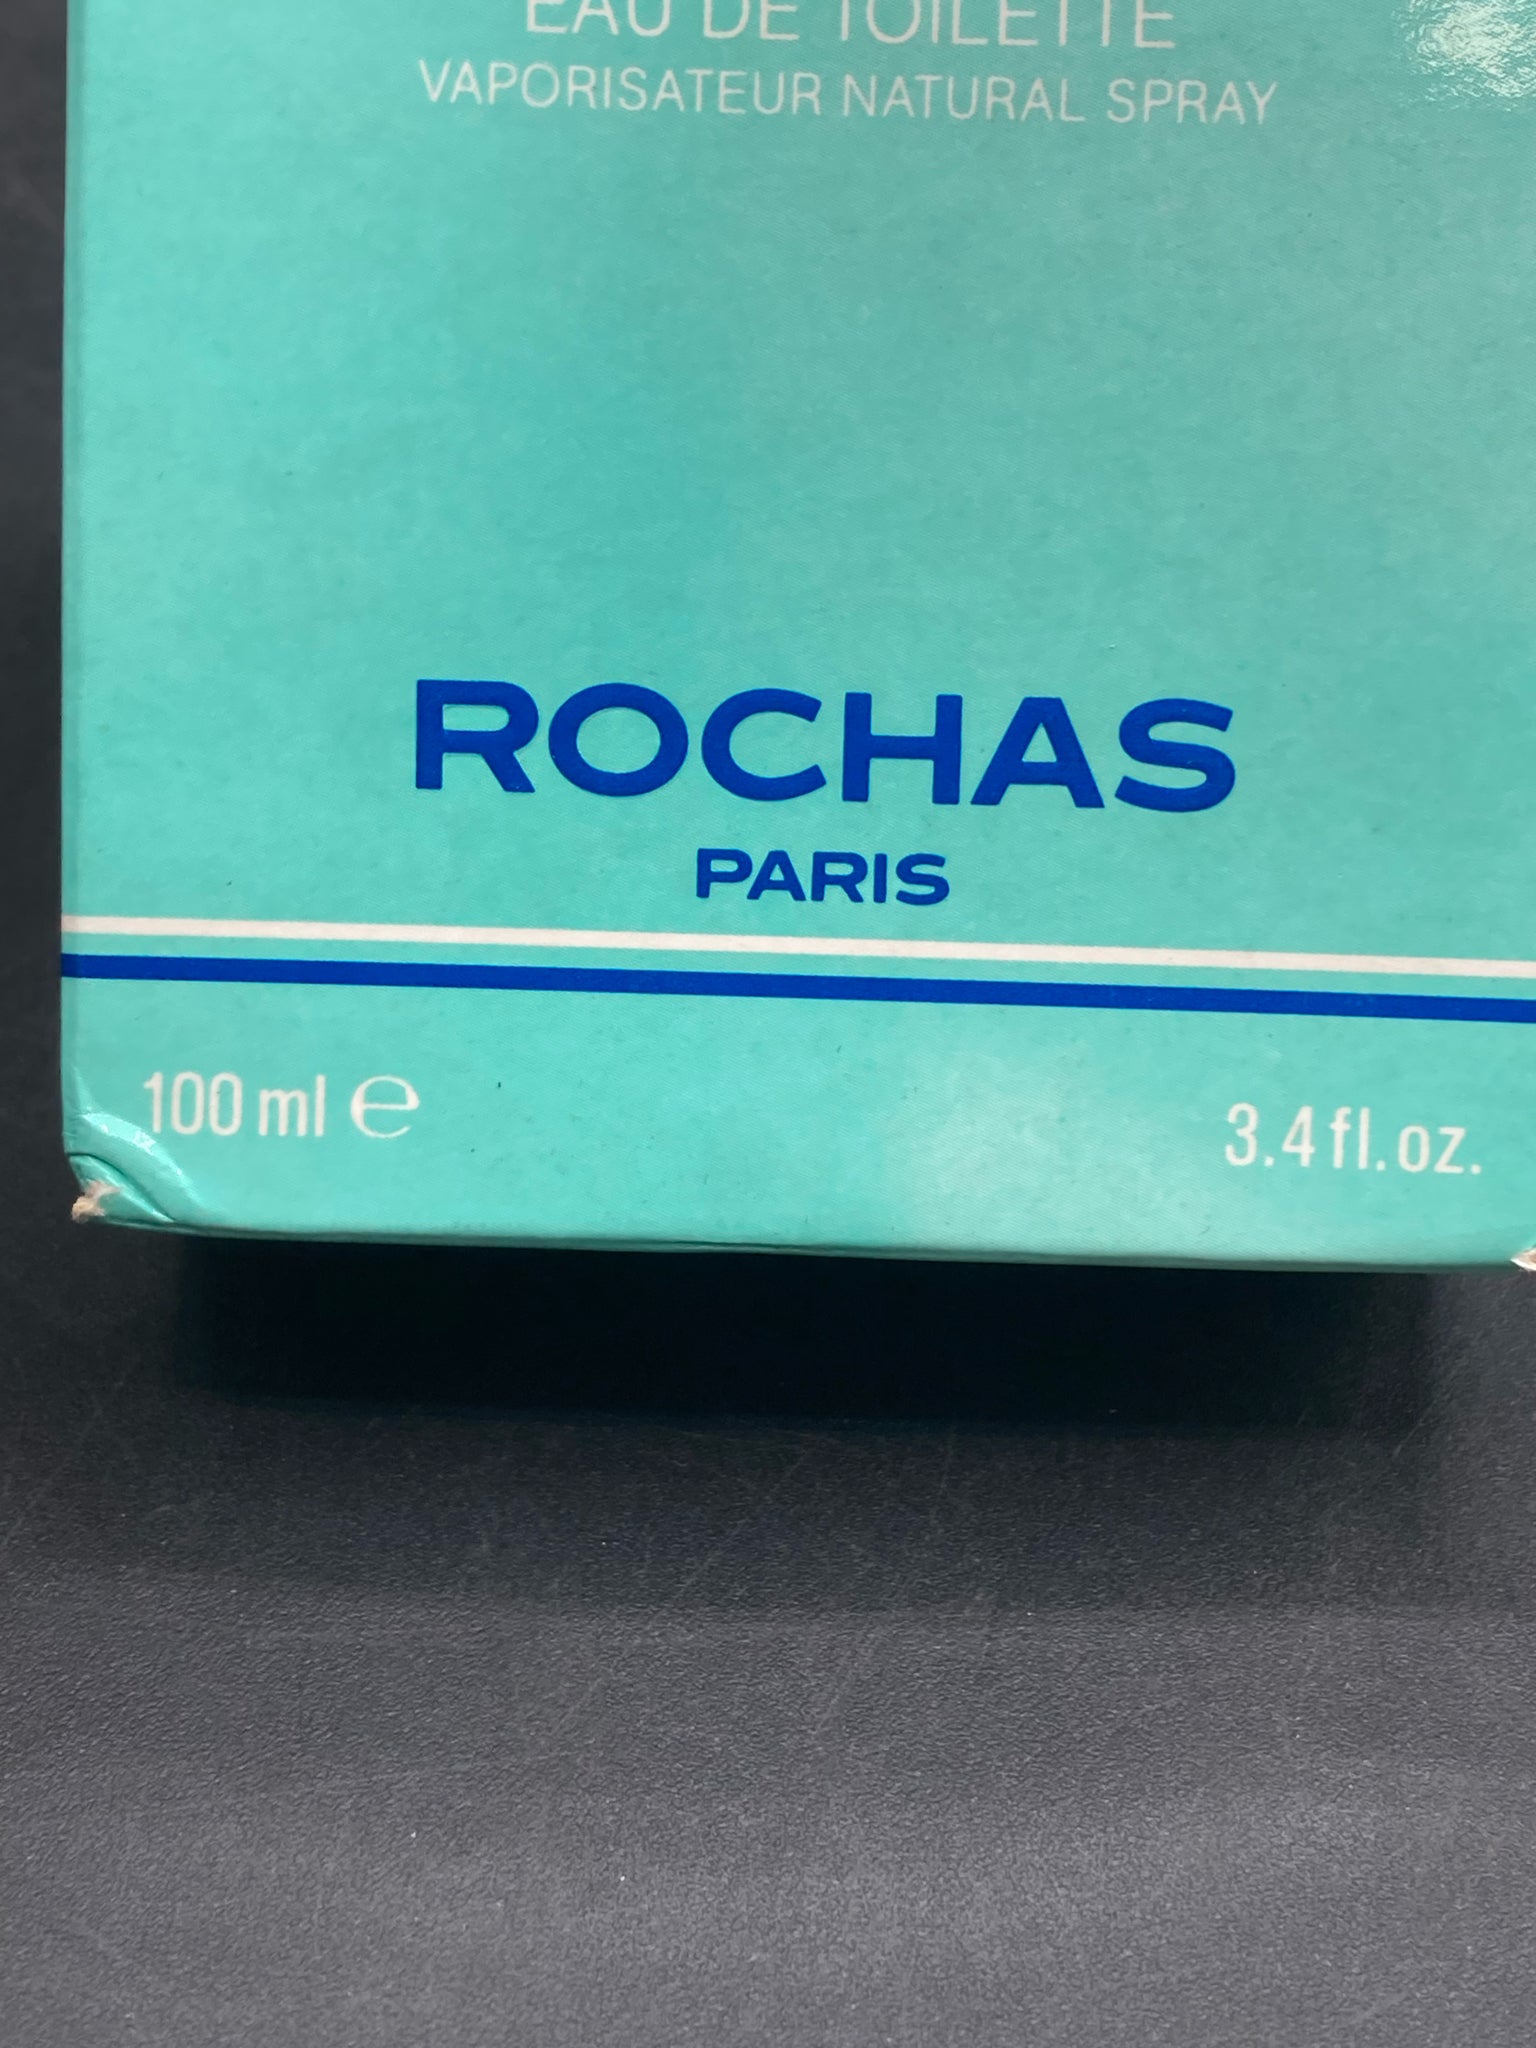 EAU DE TOILETTE
VAPORISATEUR NATURAL SPRAY
ROCHAS
PARIS
100 ml ℮
3.4 fl. oz.